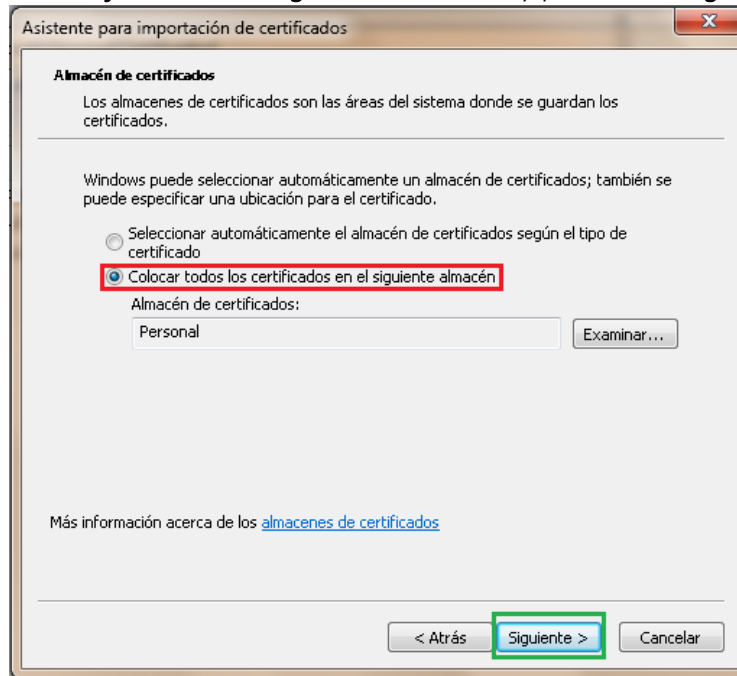 Asistente para importación de certificados
X
Almacén de certificados
Los almacenes de certificados son las áreas del sistema donde se guardan los
certificados.
Windows puede seleccionar automáticamente un almacén de certificados; también se
puede especificar una ubicación para el certificado.
Seleccionar automáticamente el almacén de certificados según el tipo de
certificado
Colocar todos los certificados en el siguiente almacén
Almacén de certificados:
Personal
Examinar...
Más información acerca de los almacenes de certificados
< Atrás
Siguiente >
Cancelar